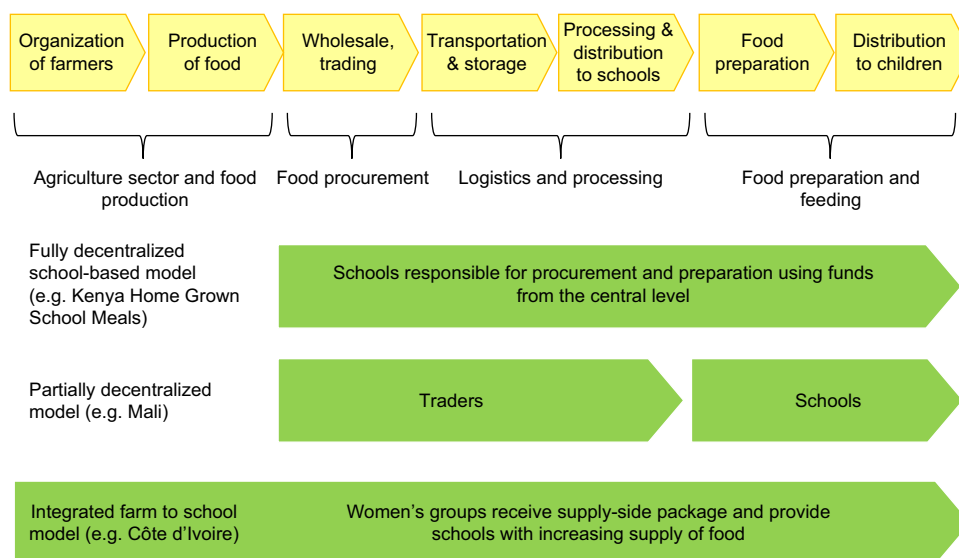 Organization
of farmers
Production
of food
Wholesale,
trading
Transportation
& storage
Processing &
distribution
to schools
Food
preparation
Distribution
to children
Agriculture sector and food
production
Food procurement
Logistics and processing
Food preparation and
feeding
Fully decentralized
school-based model
(e.g. Kenya Home Grown
School Meals)
Schools responsible for procurement and preparation using funds
from the central level
Partially decentralized
model (e.g. Mali)
Traders
Schools
Integrated farm to school
model (e.g. Côte d’Ivoire)
Women’s groups receive supply-side package and provide
schools with increasing supply of food